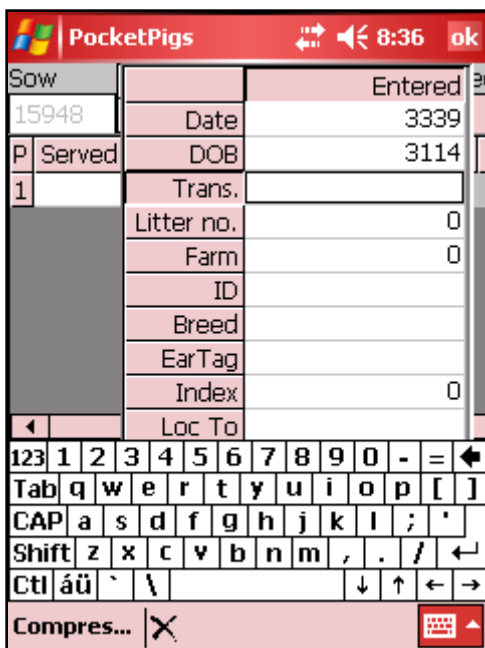 PocketPigs 8:36 ok
Sow Entered
15948 Date 3339
P Served DOB 3114
1 Trans.
Litter no. 0
Farm 0
ID
Breed
EarTag
Index 0
Loc To
123 1 2 3 4 5 6 7 8 9 0 - =
Tab q w e r t y u i o p [ ]
CAP a s d f g h j k l ; '
Shift z x c v b n m , . /
Ctl áü ` \
Compres...